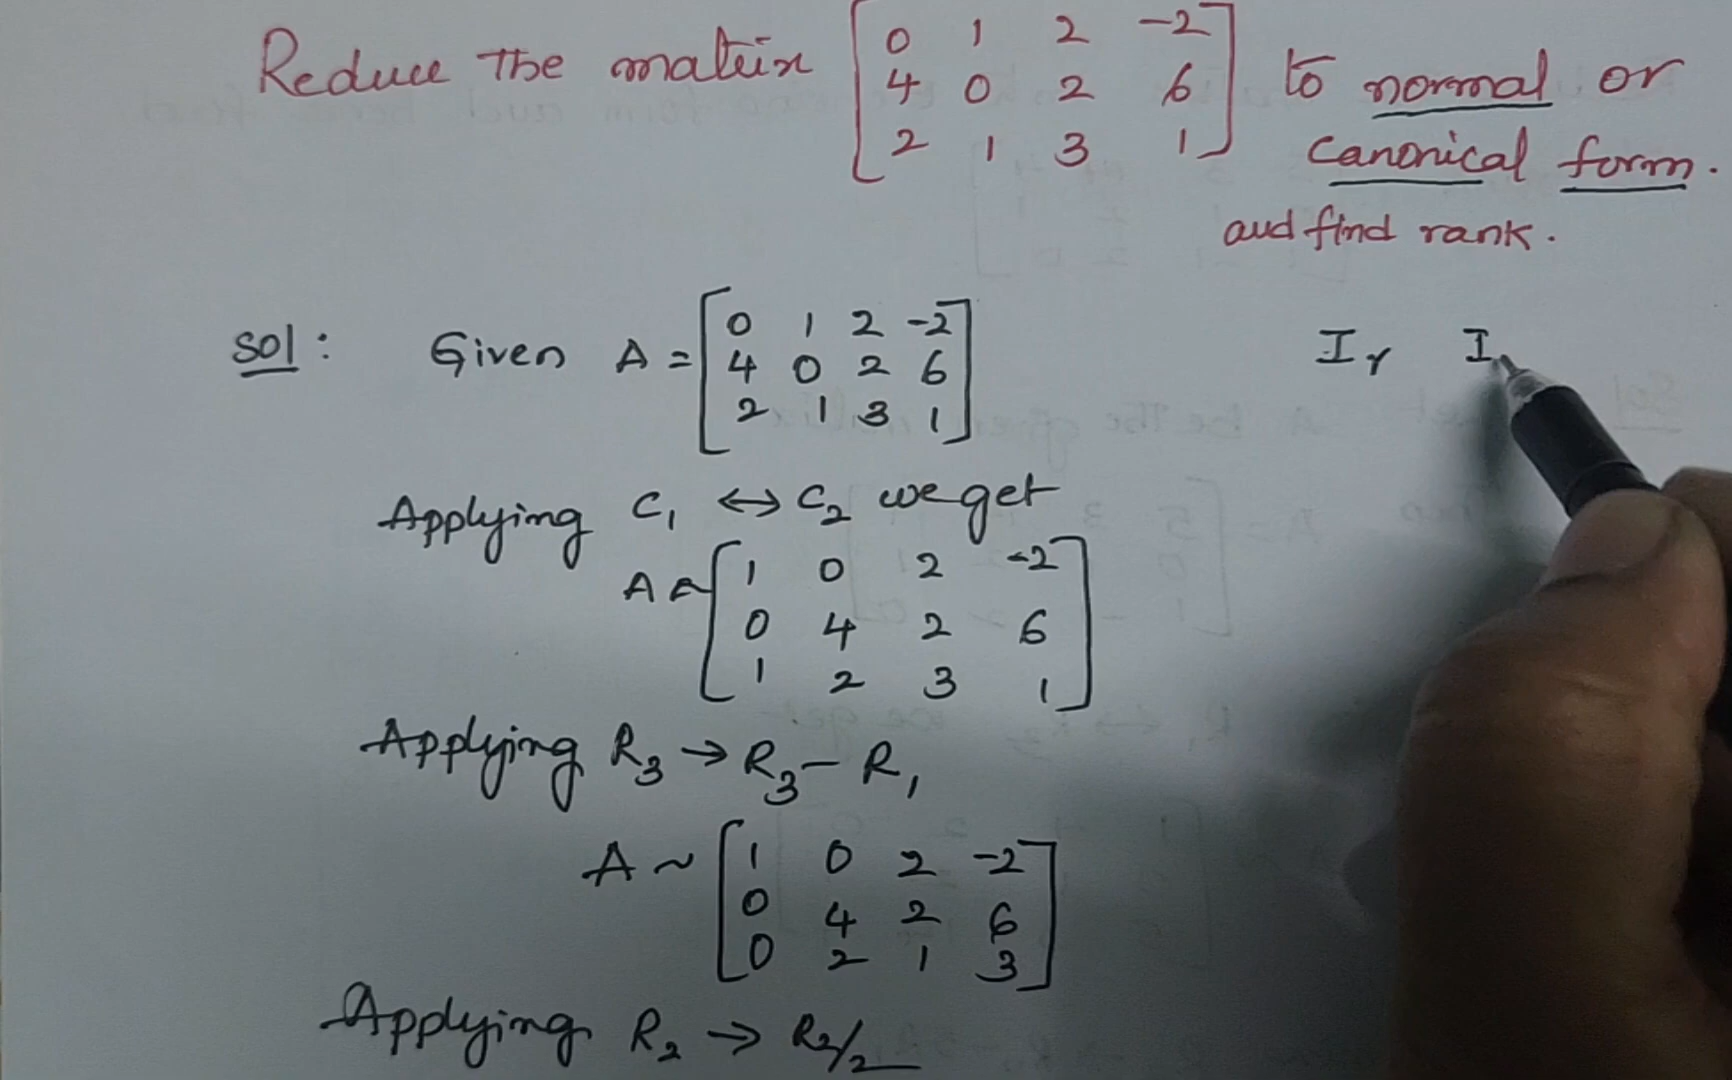 Reduce the matrix [0 1 2 -2
4 0 2 6
2 1 3 1] to normal or
canonical form.
and find rank.
Sol: Given A = [0 1 2 -2
4 0 2 6
2 1 3 1]
I r I
Applying C₁ ↔ C₂ we get
A ~ [1 0 2 -2
0 4 2 6
1 2 3 1]
Applying R₃ → R₃ - R₁
A ~ [1 0 2 -2
0 4 2 6
0 2 1 3]
Applying R₂ → R₂/2